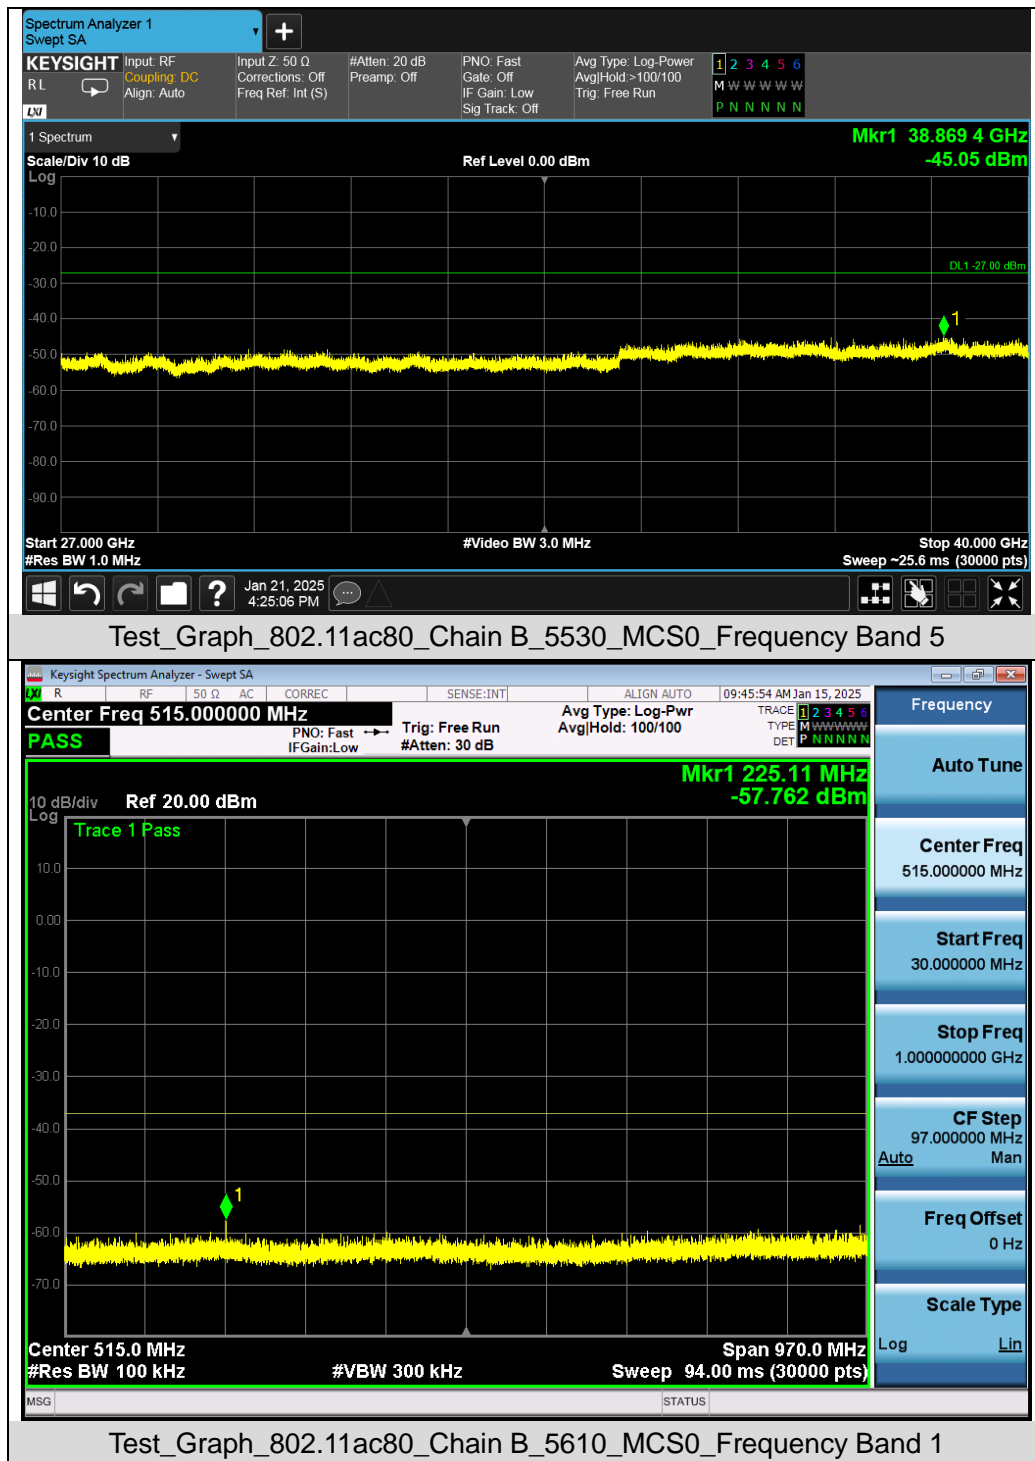 Spectrum Analyzer 1
Swept SA
+
KEYSIGHT
RL
LXI
Input: RF
Coupling: DC
Align: Auto
Input Z: 50 Ω
Corrections: Off
Freq Ref: Int (S)
#Atten: 20 dB
Preamp: Off
PNO: Fast
Gate: Off
IF Gain: Low
Sig Track: Off
Avg Type: Log-Power
Avg|Hold:>100/100
Trig: Free Run
1 2 3 4 5 6
M W W W W W
P N N N N N
1 Spectrum
Mkr1 38.869 4 GHz
-45.05 dBm
Scale/Div 10 dB
Ref Level 0.00 dBm
Log
-10.0
-20.0
DL1 -27.00 dBm
-30.0
-40.0
1
-50.0
-60.0
-70.0
-80.0
-90.0
Start 27.000 GHz
#Video BW 3.0 MHz
Stop 40.000 GHz
#Res BW 1.0 MHz
Sweep ~25.6 ms (30000 pts)
?
Jan 21, 2025
4:25:06 PM
Test_Graph_802.11ac80_Chain B_5530_MCS0_Frequency Band 5
Keysight Spectrum Analyzer - Swept SA
LXI R RF 50 Ω AC CORREC SENSE:INT ALIGN AUTO 09:45:54 AM Jan 15, 2025
Center Freq 515.000000 MHz
PASS
PNO: Fast
IFGain:Low
Trig: Free Run
#Atten: 30 dB
Avg Type: Log-Pwr
Avg|Hold: 100/100
TRACE 1 2 3 4 5 6
TYPE M W W W W W
DET P N N N N N
Frequency
Auto Tune
Center Freq
515.000000 MHz
Start Freq
30.000000 MHz
Stop Freq
1.000000000 GHz
CF Step
97.000000 MHz
Auto Man
Freq Offset
0 Hz
Scale Type
Log Lin
Mkr1 225.11 MHz
-57.762 dBm
10 dB/div Ref 20.00 dBm
Log
Trace 1 Pass
10.0
0.00
-10.0
-20.0
-30.0
-40.0
-50.0
1
-60.0
-70.0
Center 515.0 MHz
Span 970.0 MHz
#Res BW 100 kHz
#VBW 300 kHz
Sweep 94.00 ms (30000 pts)
MSG
STATUS
Test_Graph_802.11ac80_Chain B_5610_MCS0_Frequency Band 1